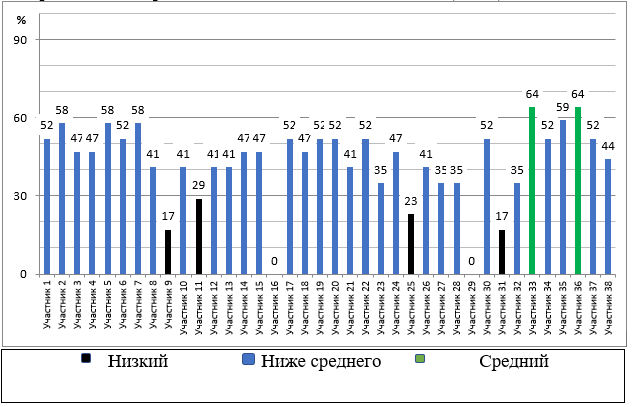 %
90
60
30
0
52 58 47 47 58 52 58 41 17 41 29 41 41 47 47 0 52 47 52 52 41 52 35 47 23 41 35 35 0 52 17 35 64 52 59 64 52 44
Участник 1
Участник 2
Участник 3
Участник 4
Участник 5
Участник 6
Участник 7
Участник 8
Участник 9
Участник 10
Участник 11
Участник 12
Участник 13
Участник 14
Участник 15
Участник 16
Участник 17
Участник 18
Участник 19
Участник 20
Участник 21
Участник 22
Участник 23
Участник 24
Участник 25
Участник 26
Участник 27
Участник 28
Участник 29
Участник 30
Участник 31
Участник 32
Участник 33
Участник 34
Участник 35
Участник 36
Участник 37
Участник 38
Низкий Ниже среднего Средний